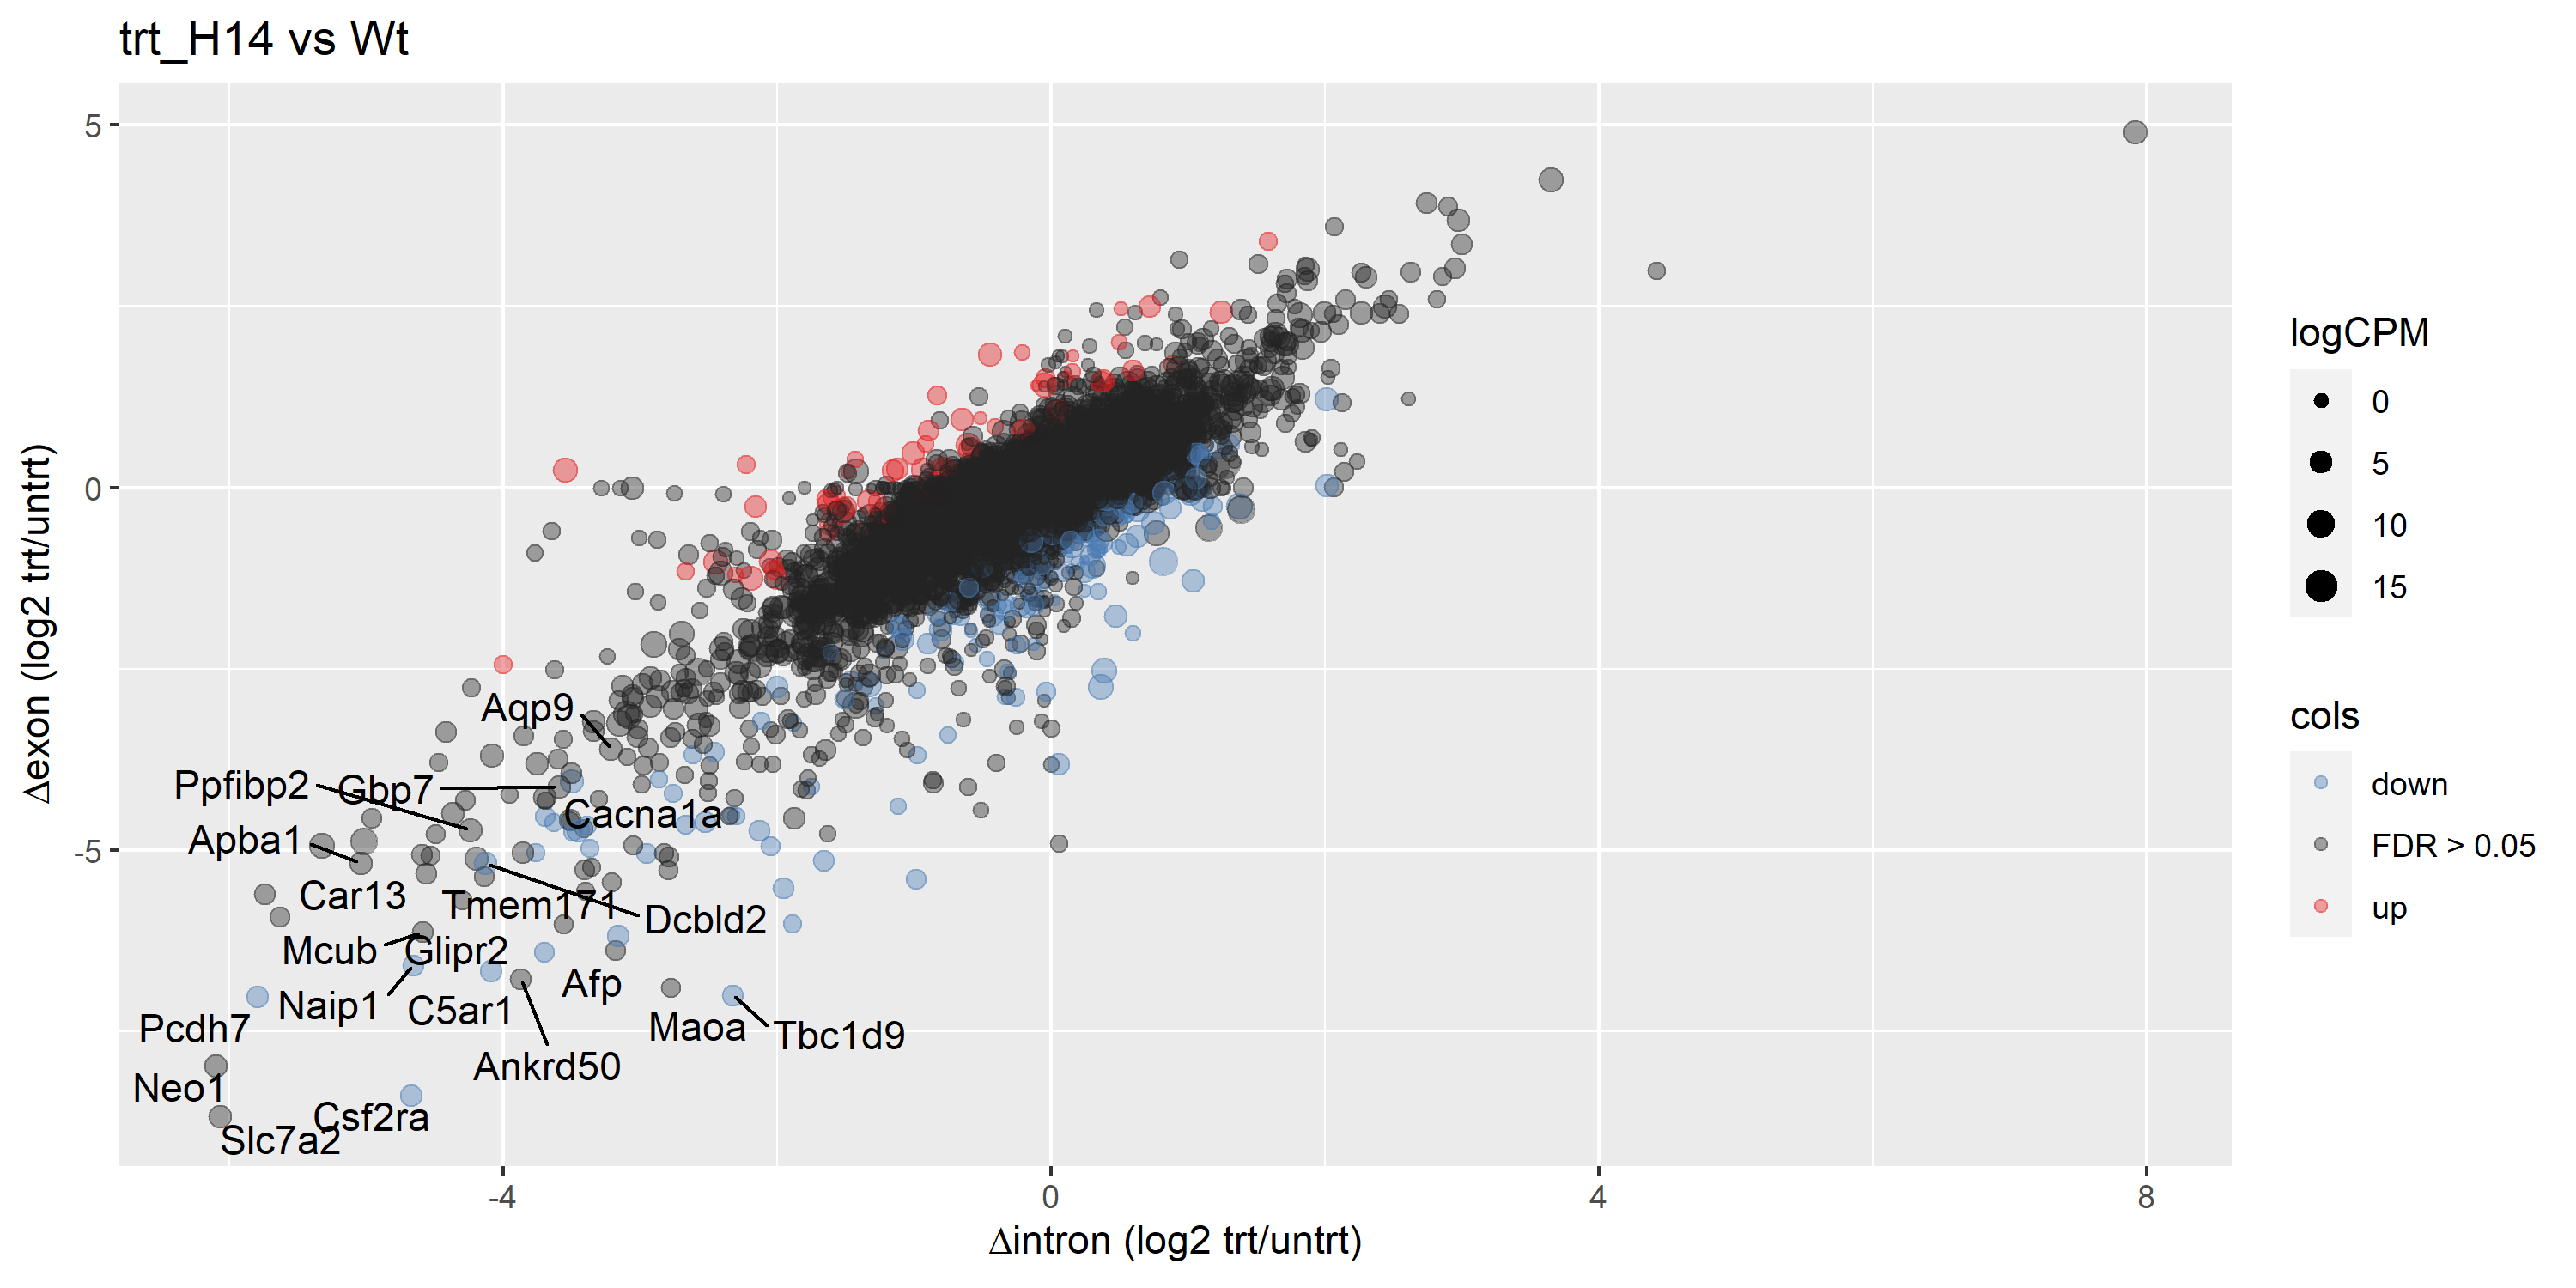 trt_H14 vs Wt
5
0
-5
Δexon (log2 trt/untrt)
Aqp9
Ppfibp2
Gbp7
Cacna1a
Apba1
Car13
Tmem171
Dcbld2
Mcub
Glipr2
Naip1
C5ar1
Afp
Pcdh7
Maoa
Tbc1d9
Ankrd50
Neo1
Csf2ra
Slc7a2
-4
0
4
8
Δintron (log2 trt/untrt)
logCPM
0
5
10
15
cols
down
FDR > 0.05
up